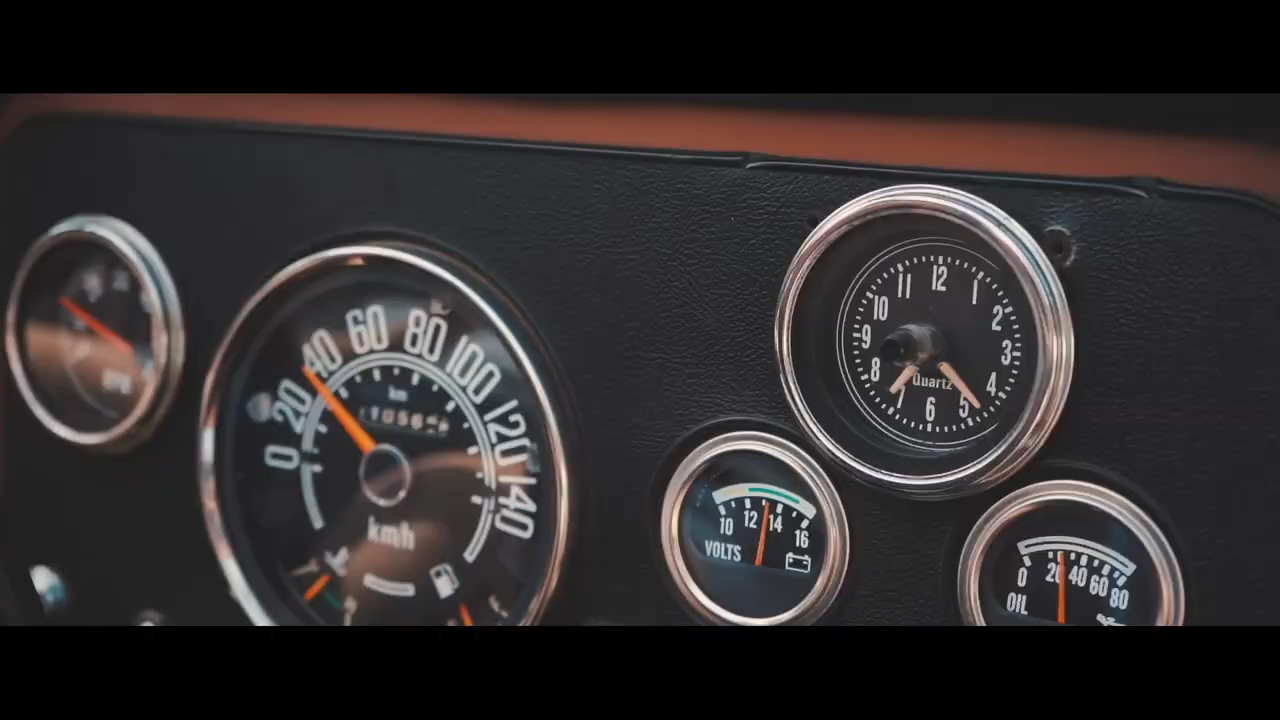 0 20 40 60 80 100 120 140
km
kmh
12 1 2 3 4 5 6 7 8 9 10 11
Quartz
10 12 14 16
VOLTS
0 20 40 60 80
OIL